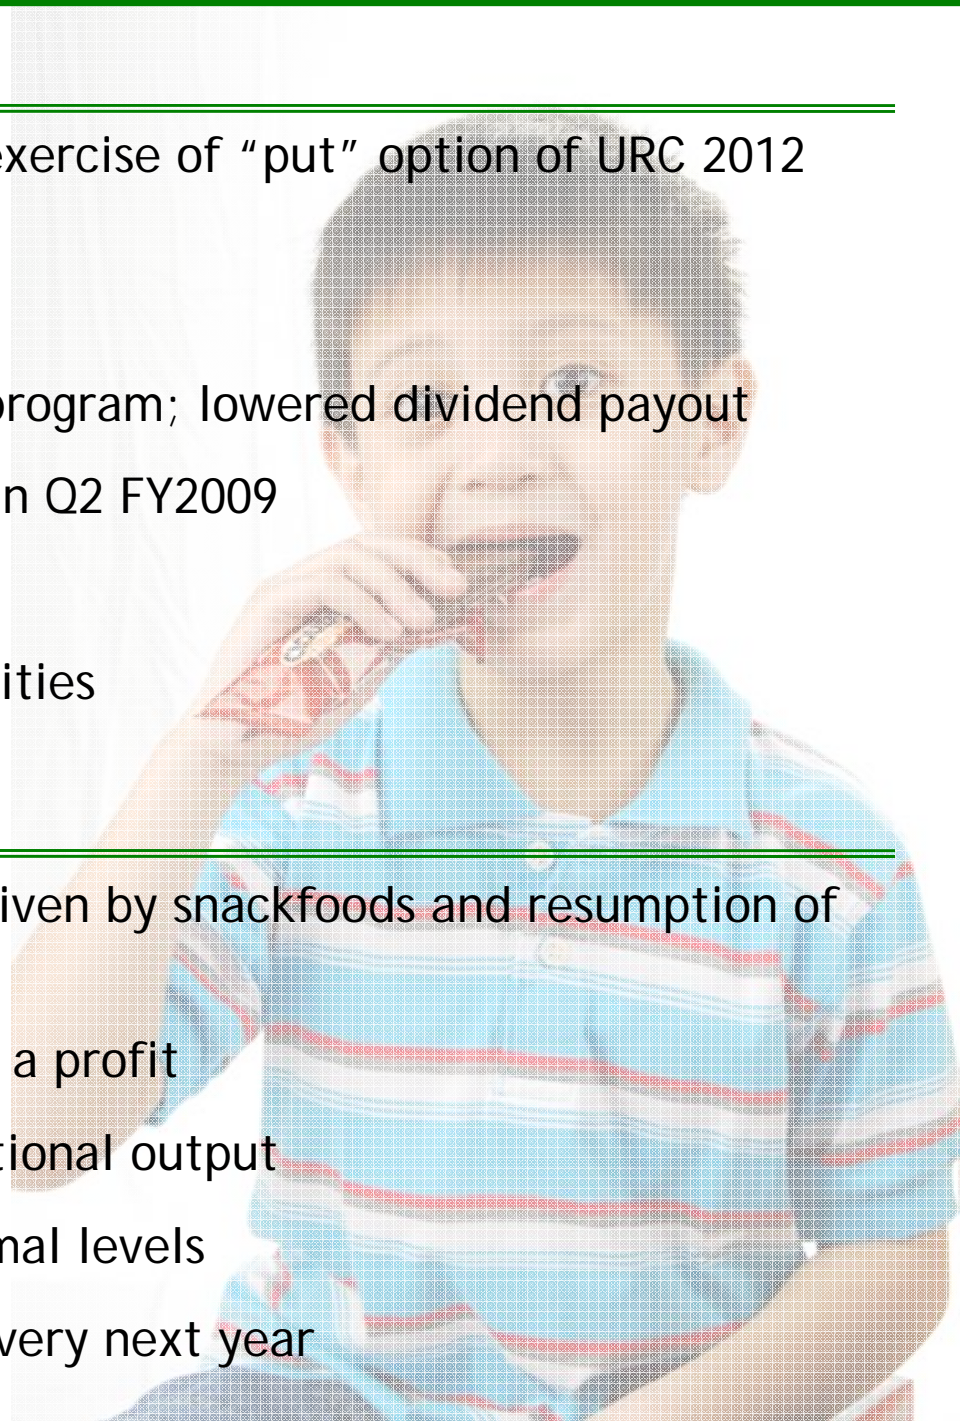 exercise of “put” option of URC 2012
program; lowered dividend payout
n Q2 FY2009
ities
iven by snackfoods and resumption of
a profit
tional output
mal levels
very next year